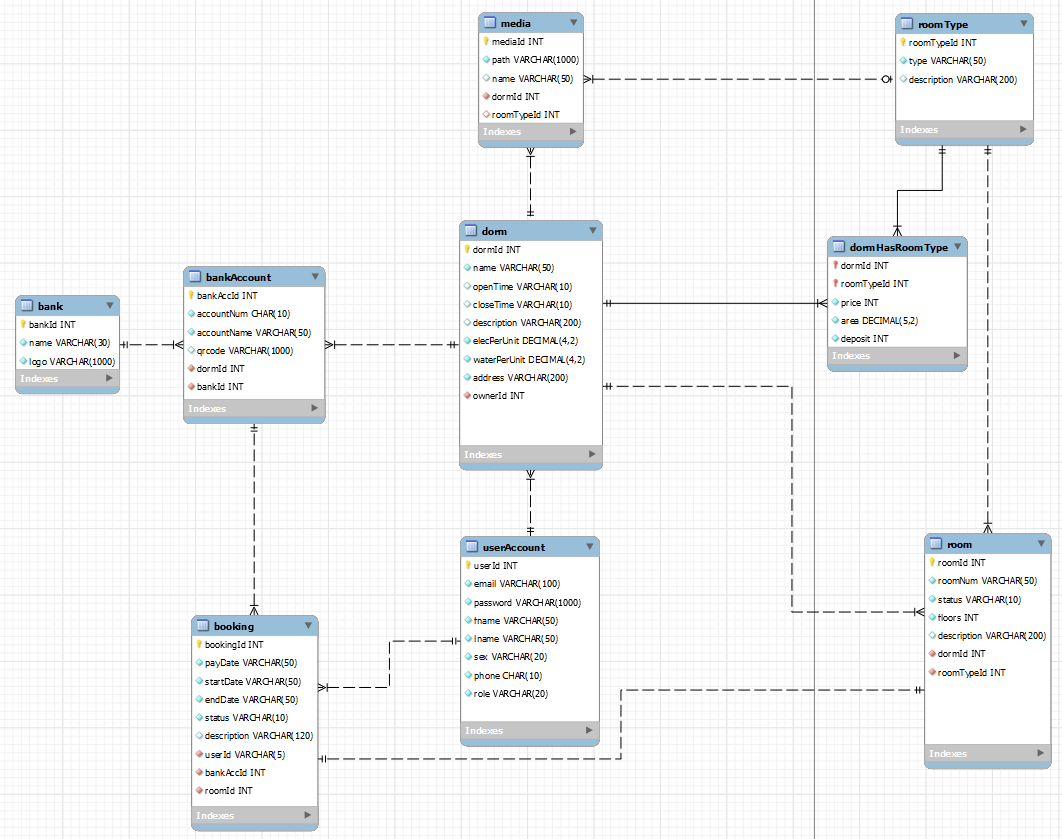 media
mediaId INT
path VARCHAR(1000)
name VARCHAR(50)
dormId INT
roomTypeId INT
Indexes
roomType
roomTypeId INT
type VARCHAR(50)
description VARCHAR(200)
Indexes
dorm
dormId INT
name VARCHAR(50)
openTime VARCHAR(10)
closeTime VARCHAR(10)
description VARCHAR(200)
elecPerUnit DECIMAL(4,2)
waterPerUnit DECIMAL(4,2)
address VARCHAR(200)
ownerId INT
Indexes
dormHasRoomType
dormId INT
roomTypeId INT
price INT
area DECIMAL(5,2)
deposit INT
Indexes
bankAccount
bankAccId INT
accountNum CHAR(10)
accountName VARCHAR(50)
qrcode VARCHAR(1000)
dormId INT
bankId INT
Indexes
bank
bankId INT
name VARCHAR(30)
logo VARCHAR(1000)
Indexes
userAccount
userId INT
email VARCHAR(100)
password VARCHAR(1000)
fname VARCHAR(50)
lname VARCHAR(50)
sex VARCHAR(20)
phone CHAR(10)
role VARCHAR(20)
Indexes
room
roomId INT
roomNum VARCHAR(50)
status VARCHAR(10)
floors INT
description VARCHAR(200)
dormId INT
roomTypeId INT
Indexes
booking
bookingId INT
payDate VARCHAR(50)
startDate VARCHAR(50)
endDate VARCHAR(50)
status VARCHAR(10)
description VARCHAR(120)
userId VARCHAR(5)
bankAccId INT
roomId INT
Indexes